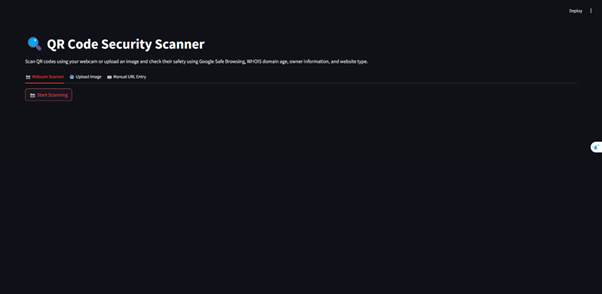 Deploy
QR Code Security Scanner
Scan QR codes using your webcam or upload an image and check their safety using Google Safe Browsing, WHOIS domain age, owner information, and website type.
Webcam Scanner Upload Image Manual URL Entry
Start Scanning